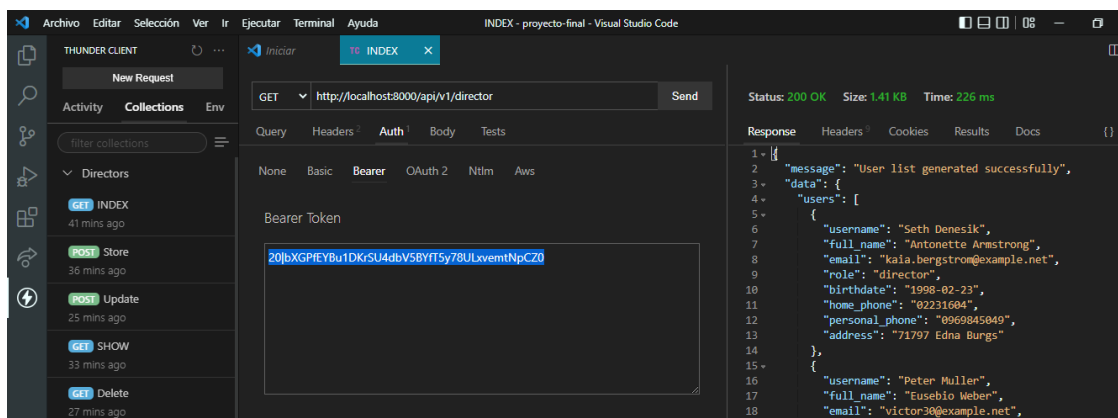 Archivo Editar Selección Ver Ir Ejecutar Terminal Ayuda INDEX - proyecto-final - Visual Studio Code
THUNDER CLIENT
New Request
Activity Collections Env
filter collections
Directors
GET INDEX
41 mins ago
POST Store
36 mins ago
POST Update
25 mins ago
GET SHOW
33 mins ago
GET Delete
27 mins ago
Iniciar TC INDEX
GET http://localhost:8000/api/v1/director Send
Query Headers 2 Auth 1 Body Tests
None Basic Bearer OAuth 2 Ntlm Aws
Bearer Token
20|bXGPfEYBu1DKrSU4dbV5BYfT5y78ULxvemtNpCZ0
Status: 200 OK Size: 1.41 KB Time: 226 ms
Response Headers 9 Cookies Results Docs {}
1 {
2 "message": "User list generated successfully",
3 "data": {
4 "users": [
5 {
6 "username": "Seth Denesik",
7 "full_name": "Antonette Armstrong",
8 "email": "kaia.bergstrom@example.net",
9 "role": "director",
10 "birthdate": "1998-02-23",
11 "home_phone": "02231604",
12 "personal_phone": "0969845049",
13 "address": "71797 Edna Burgs"
14 },
15 {
16 "username": "Peter Muller",
17 "full_name": "Eusebio Weber",
18 "email": "victor30@example.net",